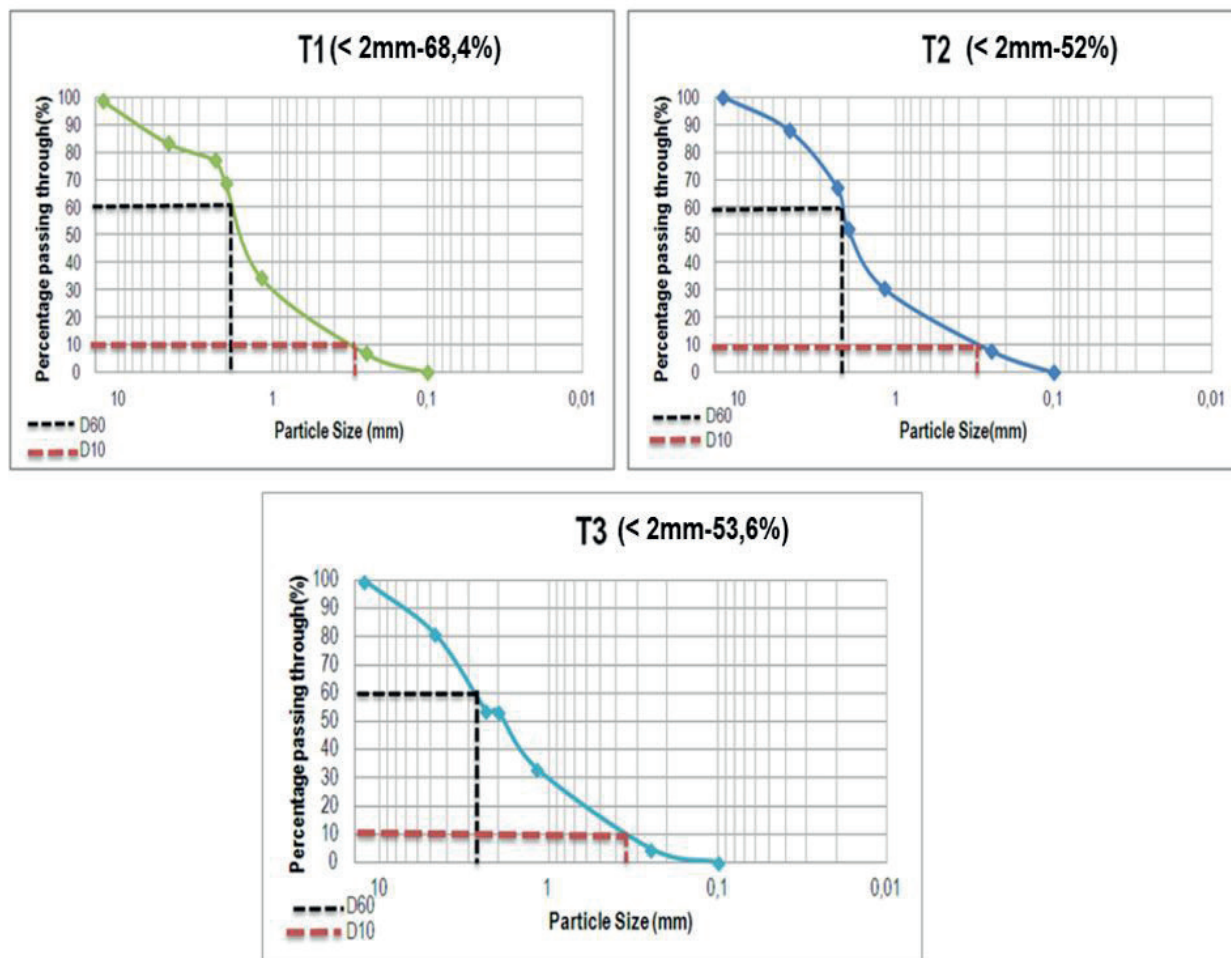 T1 (< 2mm-68,4%)
Percentage passing through(%)
100
90
80
70
60
50
40
30
20
10
0
10 1 0,1 0,01
D60
D10
Particle Size (mm)
T2 (< 2mm-52%)
Percentage passing through(%)
100
90
80
70
60
50
40
30
20
10
0
10 1 0,1 0,01
D60
D10
Particle Size(mm)
T3 (< 2mm-53,6%)
Percentage passing through(%)
100
90
80
70
60
50
40
30
20
10
0
10 1 0,1 0,01
D60
D10
Particle Size (mm)